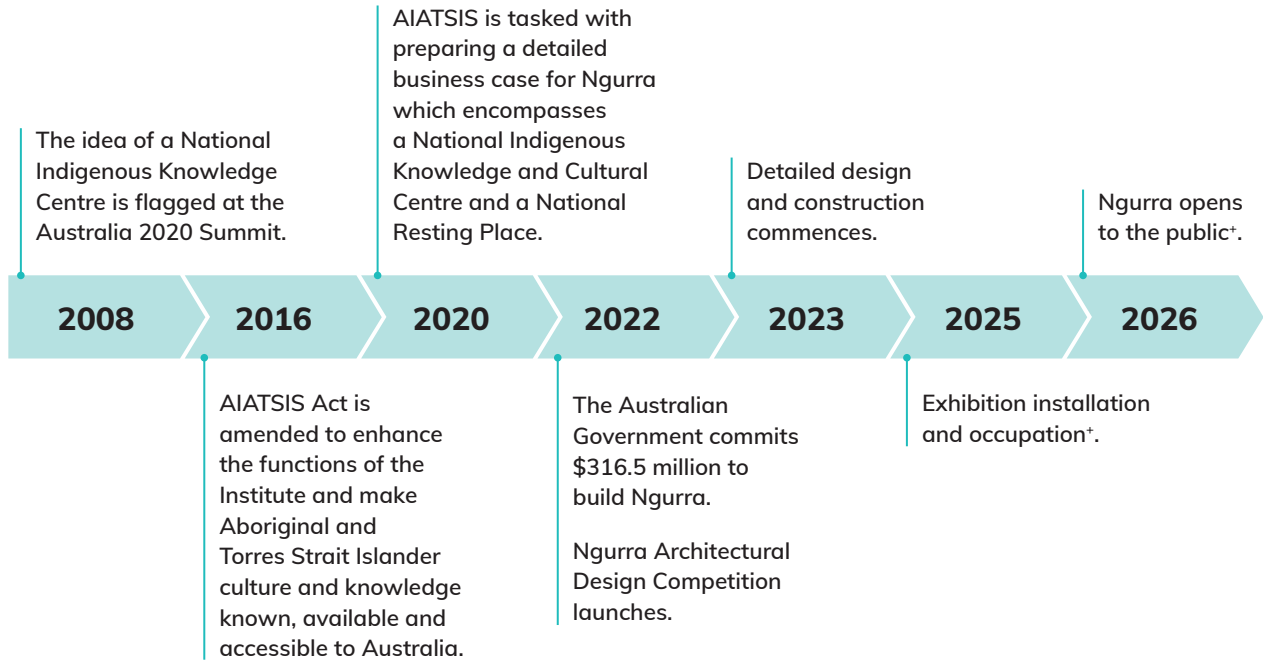 The idea of a National
Indigenous Knowledge
Centre is flagged at the
Australia 2020 Summit.
AIATSIS is tasked with
preparing a detailed
business case for Ngurra
which encompasses
a National Indigenous
Knowledge and Cultural
Centre and a National
Resting Place.
Detailed design
and construction
commences.
Ngurra opens
to the public⁺.
2008
2016
2020
2022
2023
2025
2026
AIATSIS Act is
amended to enhance
the functions of the
Institute and make
Aboriginal and
Torres Strait Islander
culture and knowledge
known, available and
accessible to Australia.
The Australian
Government commits
$316.5 million to
build Ngurra.
Ngurra Architectural
Design Competition
launches.
Exhibition installation
and occupation⁺.